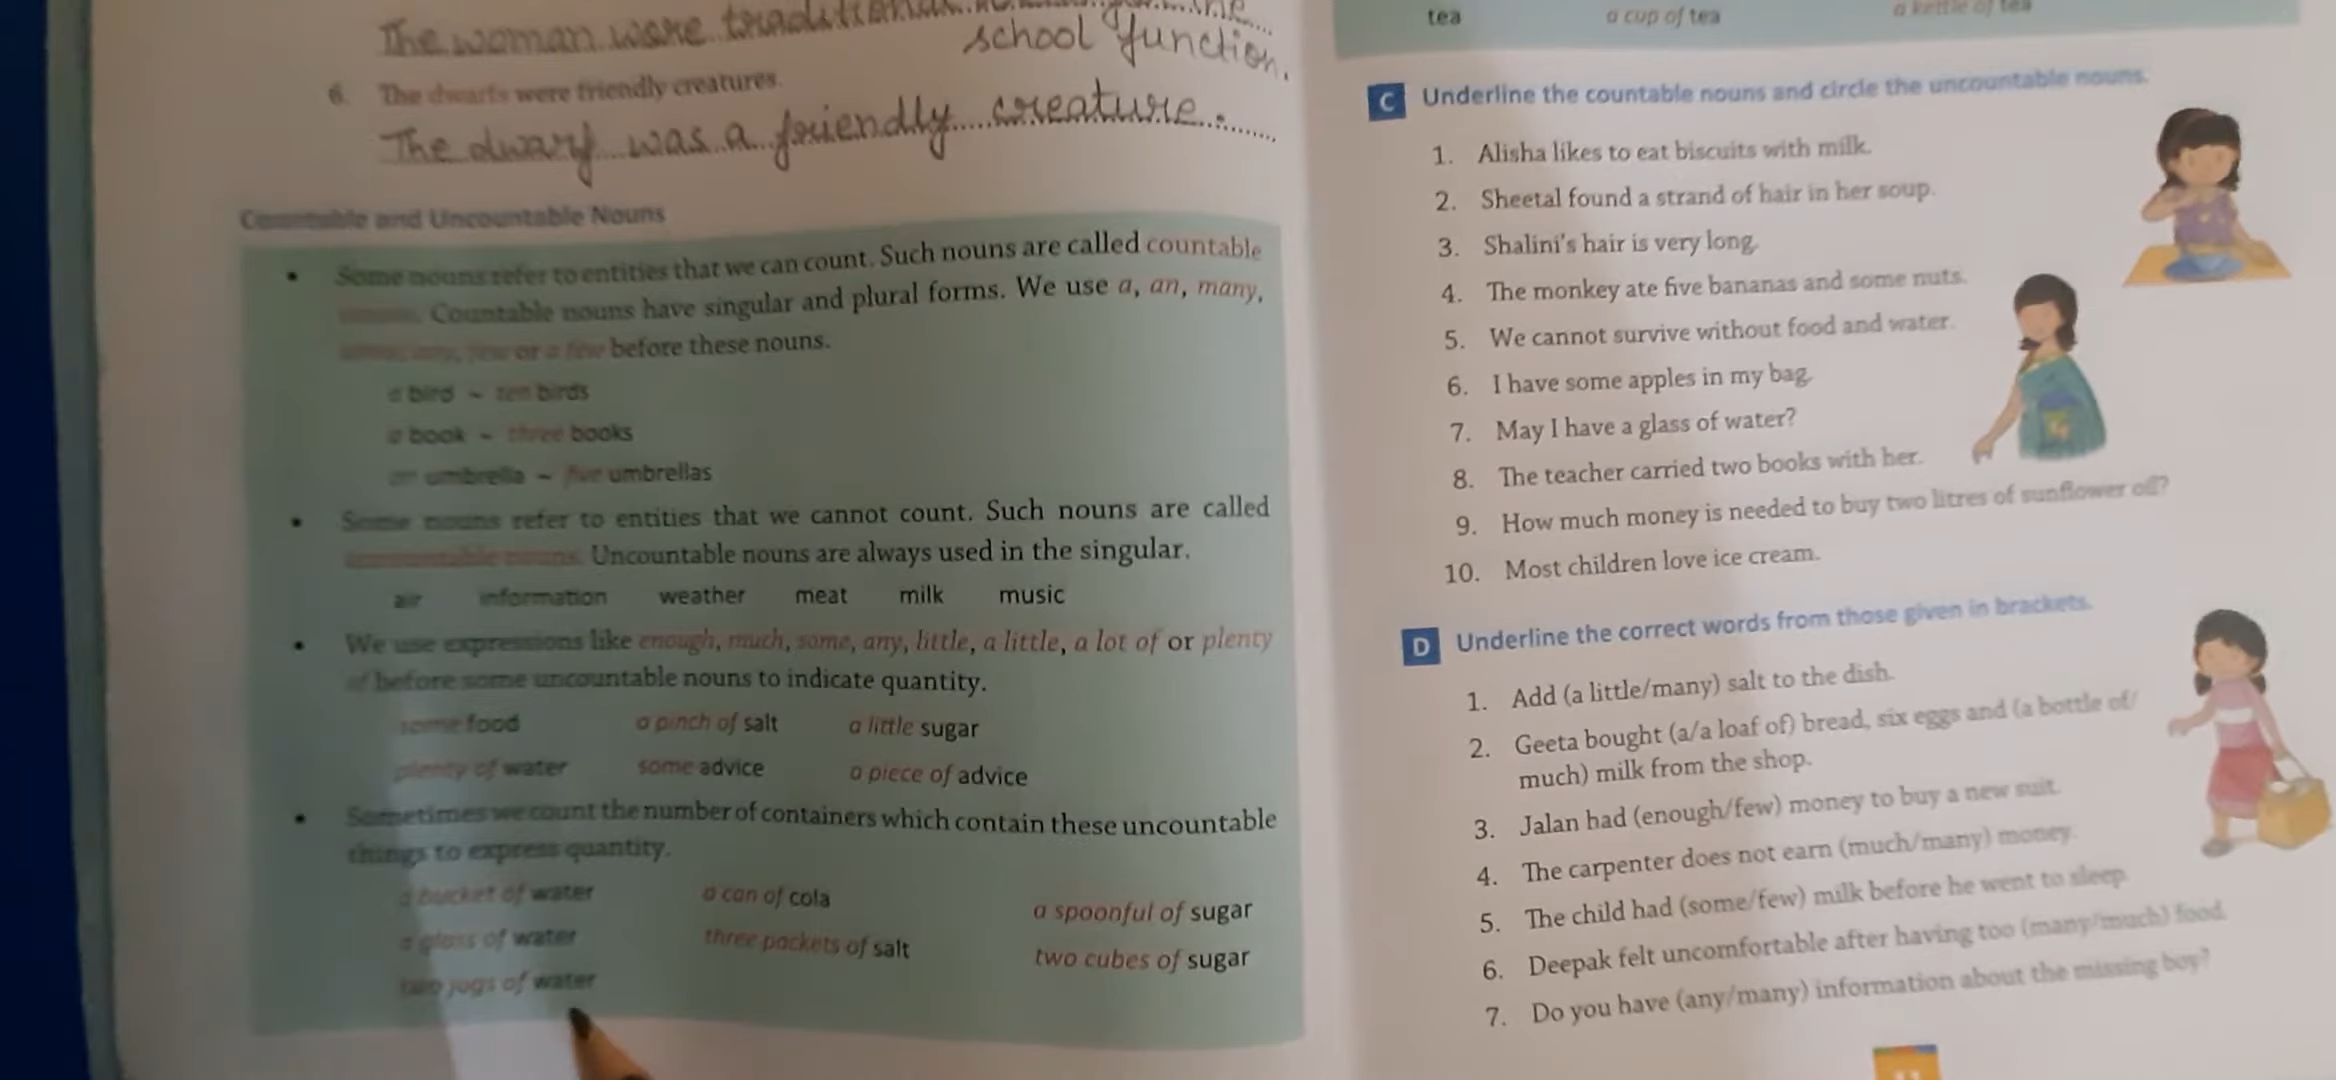 The woman wore
school function.
6. The dwarfs were friendly creatures.
The dwarf was a friendly creature.
Countable and Uncountable Nouns
• Some nouns refer to entities that we can count. Such nouns are called countable
nouns. Countable nouns have singular and plural forms. We use a, an, many,
some, any, few or a few before these nouns.
a bird ~ ten birds
a book ~ three books
an umbrella ~ five umbrellas
• Some nouns refer to entities that we cannot count. Such nouns are called
uncountable nouns. Uncountable nouns are always used in the singular.
air information weather meat milk music
• We use expressions like enough, much, some, any, little, a little, a lot of or plenty
of before some uncountable nouns to indicate quantity.
some food a pinch of salt a little sugar
plenty of water some advice a piece of advice
• Sometimes we count the number of containers which contain these uncountable
things to express quantity.
a bucket of water a can of cola a spoonful of sugar
a glass of water three packets of salt two cubes of sugar
two jugs of water
tea a cup of tea a kettle of tea
C Underline the countable nouns and circle the uncountable nouns.
1. Alisha likes to eat biscuits with milk.
2. Sheetal found a strand of hair in her soup.
3. Shalini's hair is very long.
4. The monkey ate five bananas and some nuts.
5. We cannot survive without food and water.
6. I have some apples in my bag.
7. May I have a glass of water?
8. The teacher carried two books with her.
9. How much money is needed to buy two litres of sunflower oil?
10. Most children love ice cream.
D Underline the correct words from those given in brackets.
1. Add (a little/many) salt to the dish.
2. Geeta bought (a/a loaf of) bread, six eggs and (a bottle of/
much) milk from the shop.
3. Jalan had (enough/few) money to buy a new suit.
4. The carpenter does not earn (much/many) money.
5. The child had (some/few) milk before he went to sleep.
6. Deepak felt uncomfortable after having too (many/much) food.
7. Do you have (any/many) information about the missing boy?